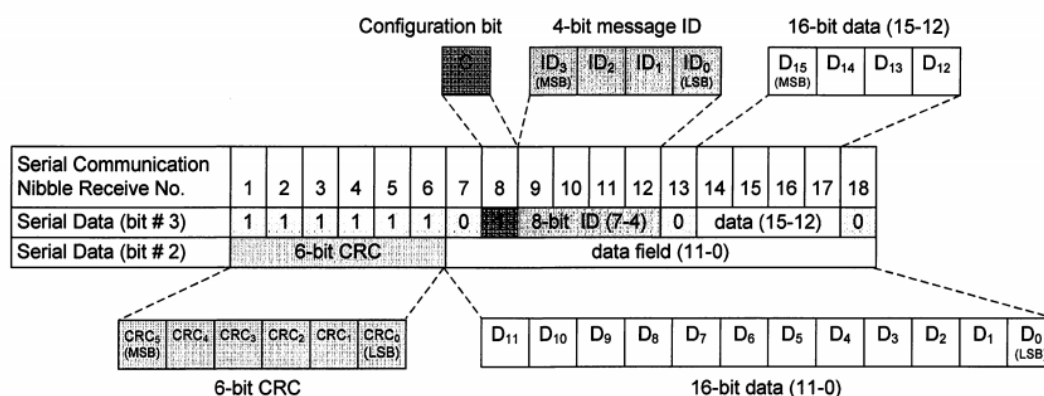 Configuration bit 4-bit message ID 16-bit data (15-12)
C ID3 ID2 ID1 ID0 D15 D14 D13 D12
(MSB) (LSB) (MSB)
Serial Communication
Nibble Receive No. 1 2 3 4 5 6 7 8 9 10 11 12 13 14 15 16 17 18
Serial Data (bit # 3) 1 1 1 1 1 1 0 1 8-bit ID (7-4) 0 data (15-12) 0
Serial Data (bit # 2) 6-bit CRC data field (11-0)
CRC5 CRC4 CRC3 CRC2 CRC1 CRC0 D11 D10 D9 D8 D7 D6 D5 D4 D3 D2 D1 D0
(MSB) (LSB) (LSB)
6-bit CRC 16-bit data (11-0)